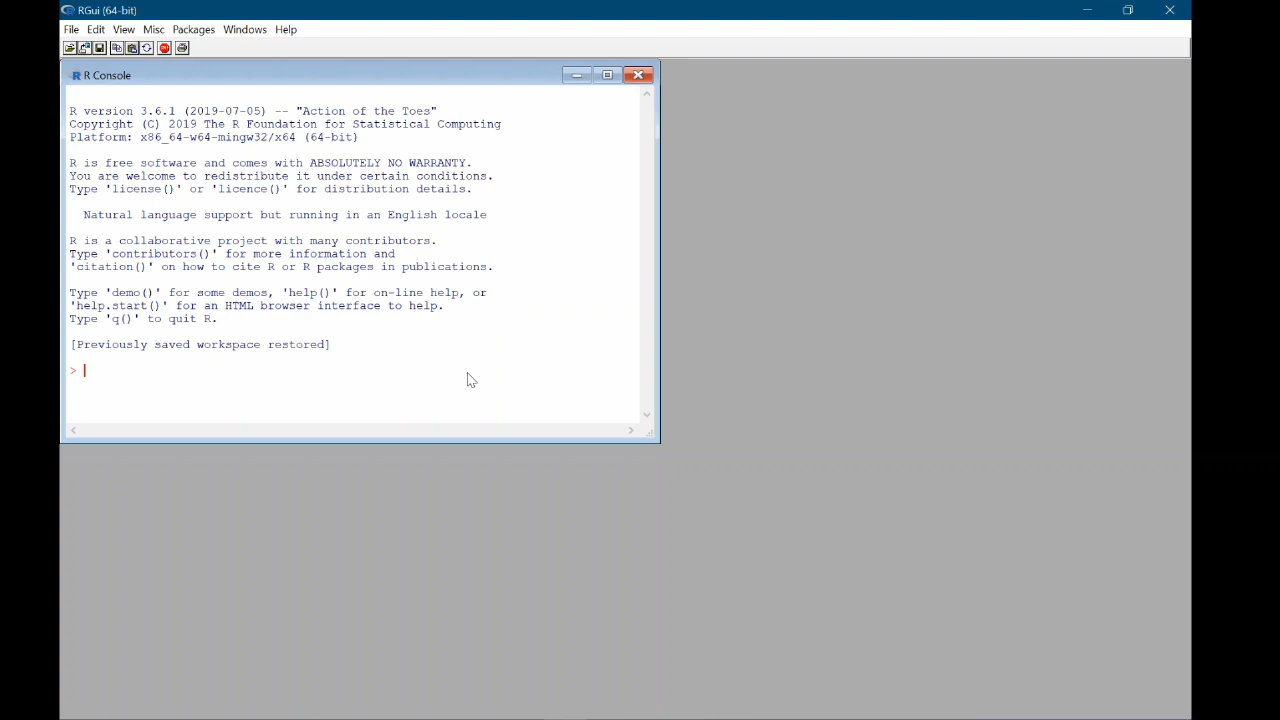 RGui (64-bit)
File Edit View Misc Packages Windows Help
STOP
R Console
R version 3.6.1 (2019-07-05) -- "Action of the Toes"
Copyright (C) 2019 The R Foundation for Statistical Computing
Platform: x86_64-w64-mingw32/x64 (64-bit)
R is free software and comes with ABSOLUTELY NO WARRANTY.
You are welcome to redistribute it under certain conditions.
Type 'license()' or 'licence()' for distribution details.
Natural language support but running in an English locale
R is a collaborative project with many contributors.
Type 'contributors()' for more information and
'citation()' on how to cite R or R packages in publications.
Type 'demo()' for some demos, 'help()' for on-line help, or
'help.start()' for an HTML browser interface to help.
Type 'q()' to quit R.
[Previously saved workspace restored]
>